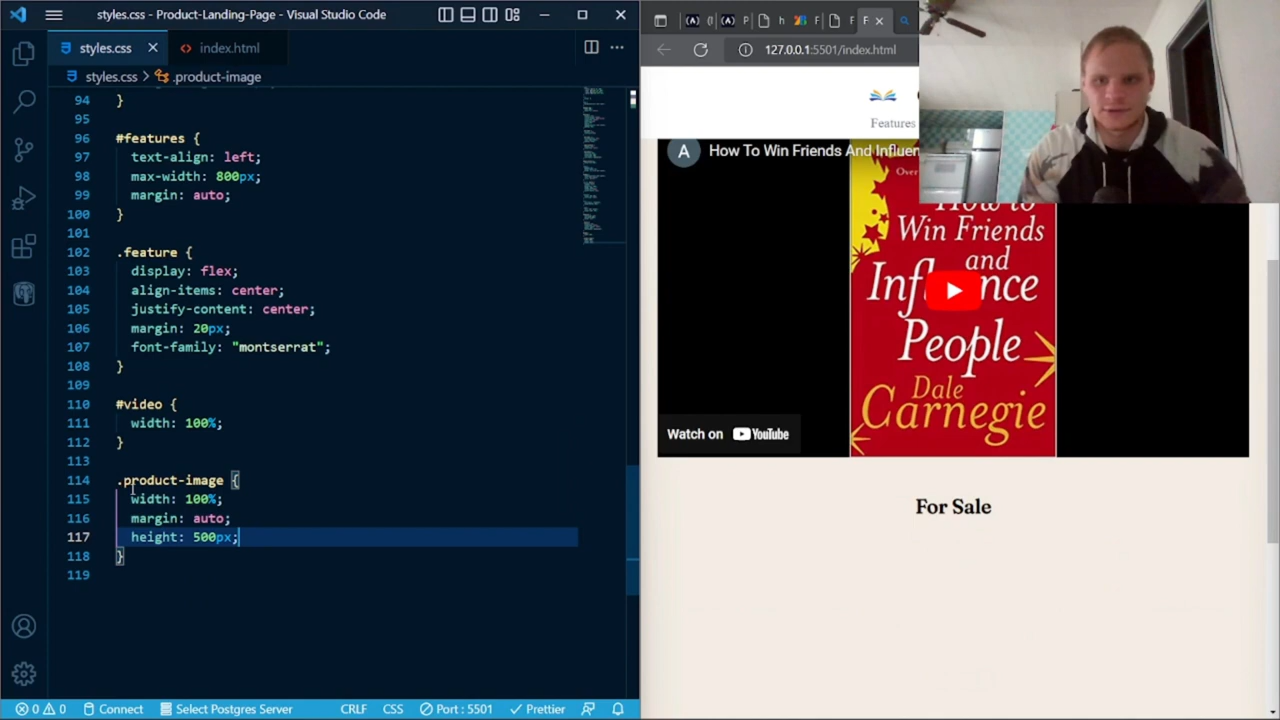 styles.css - Product-Landing-Page - Visual Studio Code
styles.css
index.html
styles.css > .product-image
94 }
95
96 #features {
97 text-align: left;
98 max-width: 800px;
99 margin: auto;
100 }
101
102 .feature {
103 display: flex;
104 align-items: center;
105 justify-content: center;
106 margin: 20px;
107 font-family: "montserrat";
108 }
109
110 #video {
111 width: 100%;
112 }
113
114 .product-image {
115 width: 100%;
116 margin: auto;
117 height: 500px;
118 }
119
0 0 Connect Select Postgres Server CRLF CSS Port : 5501 Prettier
127.0.0.1:5501/index.html
Features
A How To Win Friends And Influen
Over
How to
Win Friends
and
Influence
People
Dale
Carnegie
Watch on YouTube
For Sale